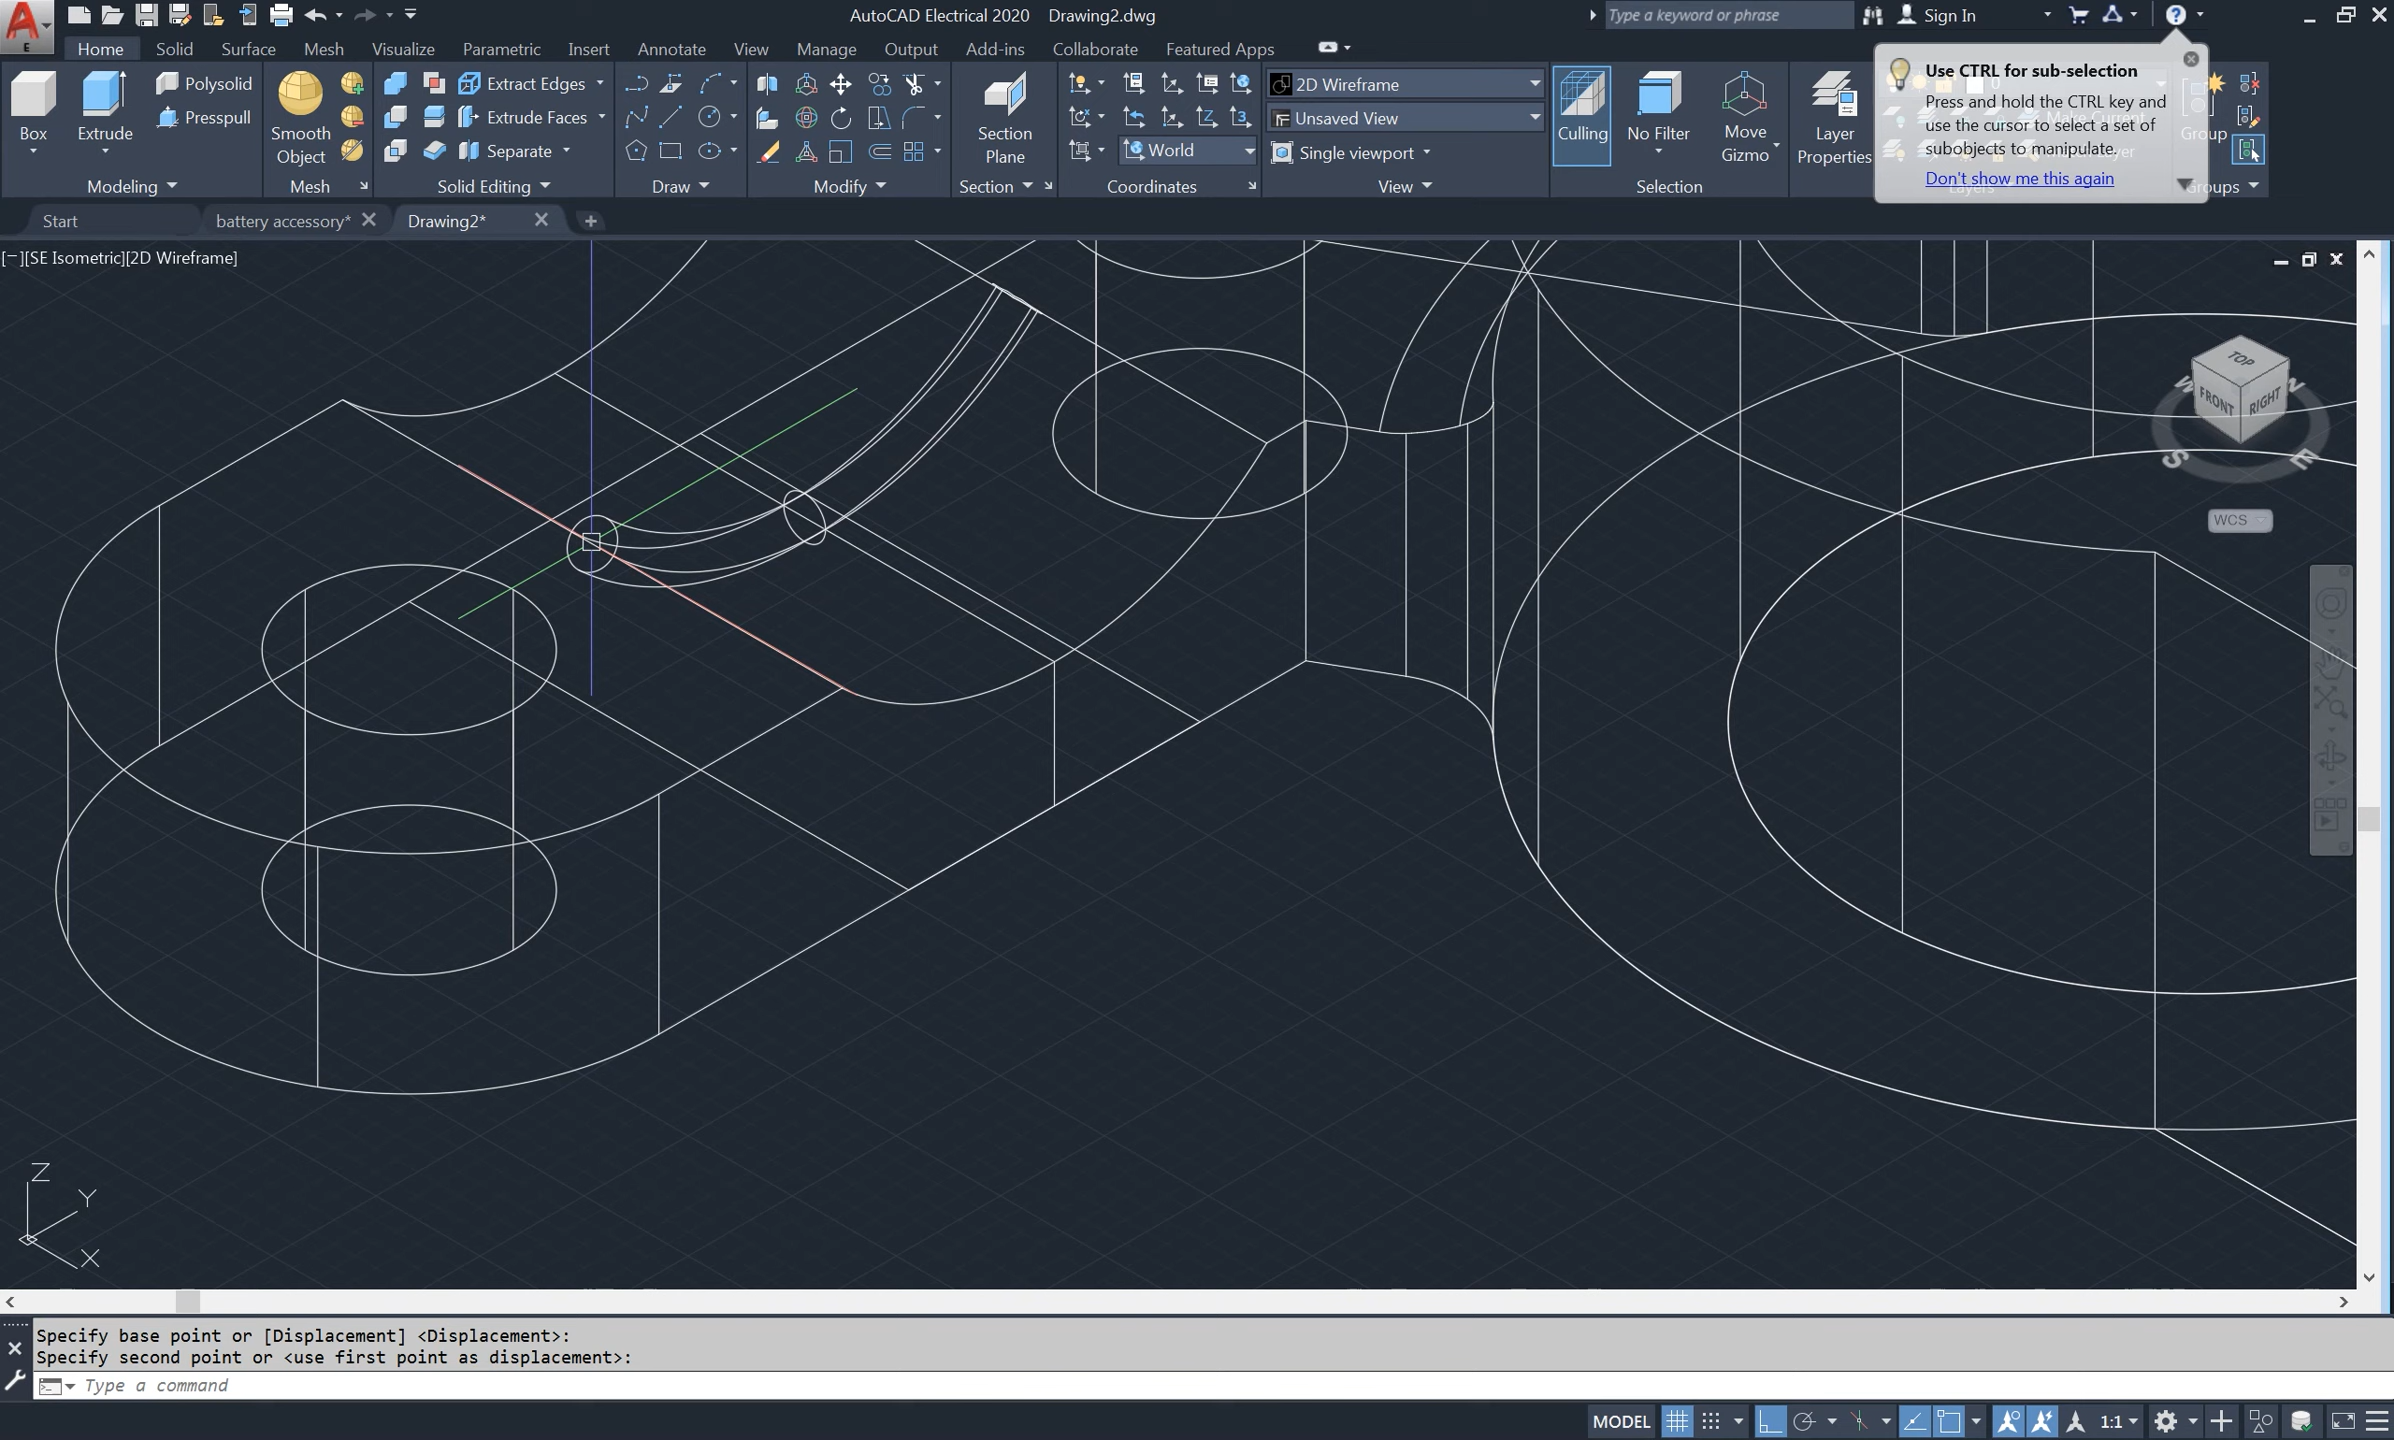 E
AutoCAD Electrical 2020 Drawing2.dwg
Type a keyword or phrase
Sign In
Home Solid Surface Mesh Visualize Parametric Insert Annotate View Manage Output Add-ins Collaborate Featured Apps
Box
Extrude
Polysolid
Presspull
Modeling
Smooth
Object
Mesh
Extract Edges
Extrude Faces
Separate
Solid Editing
Draw
Modify
Section
Plane
Section
World
Coordinates
2D Wireframe
Unsaved View
Single viewport
View
Culling
No Filter
Move
Gizmo
Selection
Layer
Properties
Layers
Group
Groups
Use CTRL for sub-selection
Press and hold the CTRL key and
use the cursor to select a set of
subobjects to manipulate.
Don't show me this again
Start battery accessory* Drawing2*
[−][SE Isometric][2D Wireframe]
TOP
FRONT
RIGHT
W
N
S
E
WCS
Z
Y
X
Specify base point or [Displacement] <Displacement>:
Specify second point or <use first point as displacement>:
Type a command
MODEL
1:1